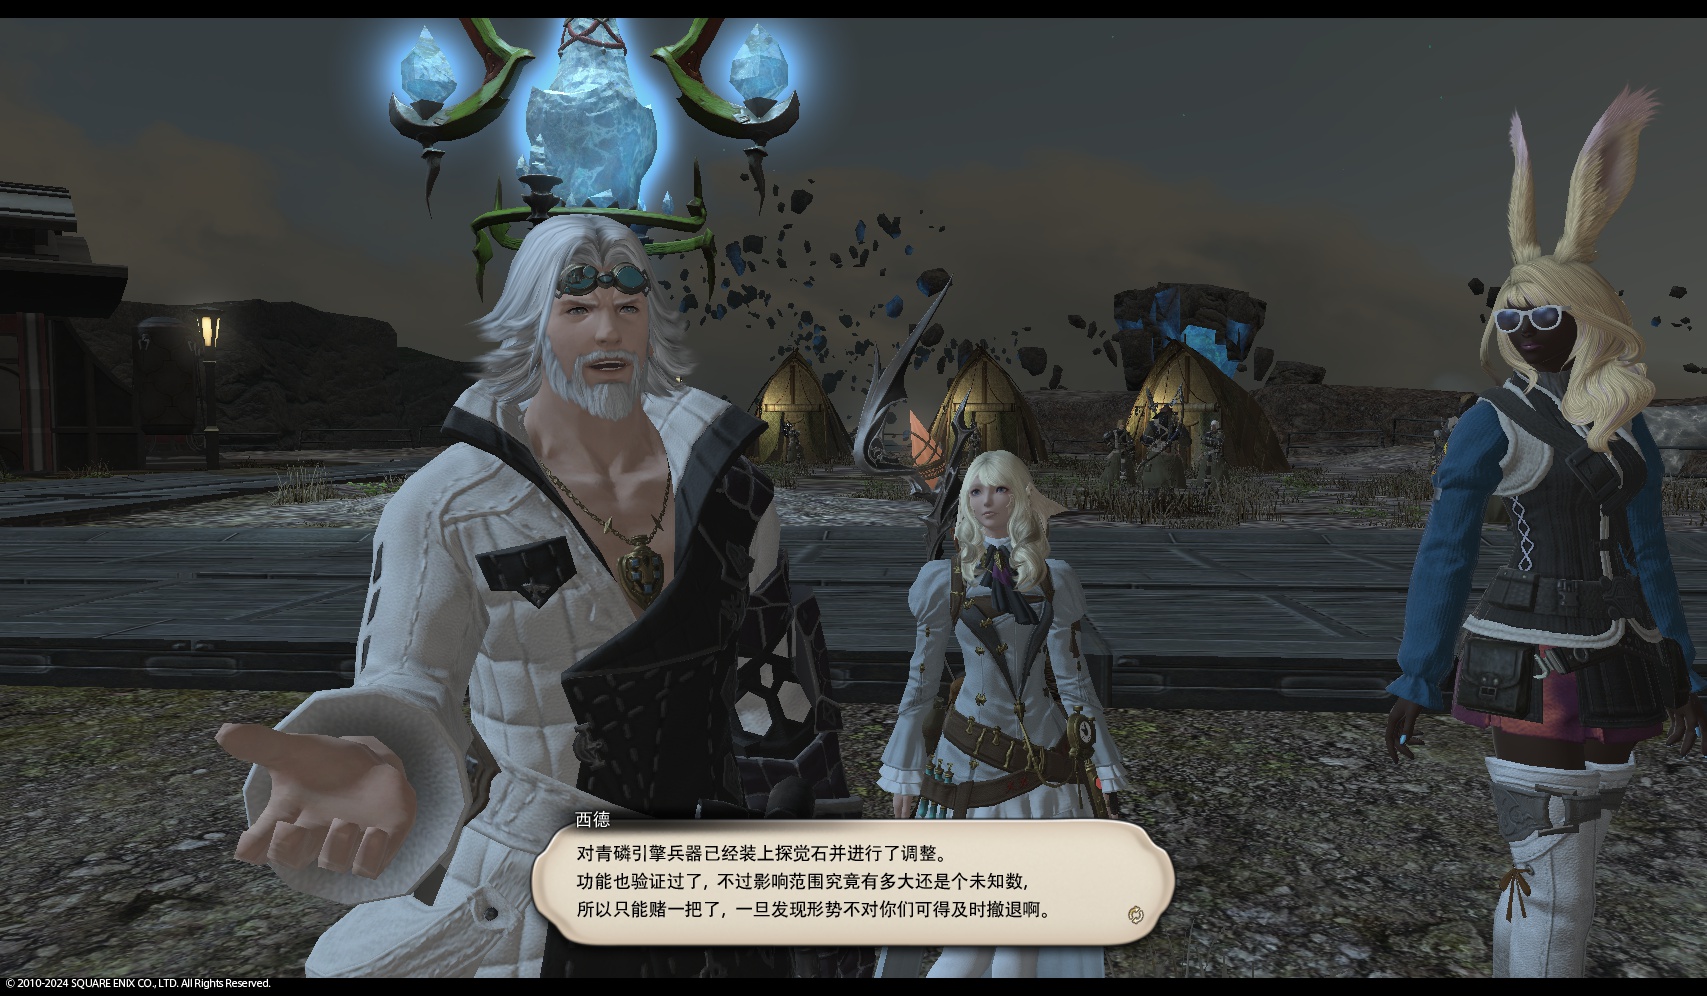 西德
对青磷引擎兵器已经装上探觉石并进行了调整。
功能也验证过了，不过影响范围究竟有多大还是个未知数，
所以只能赌一把了，一旦发现形势不对你们可得及时撤退啊。
© 2010-2024 SQUARE ENIX CO., LTD. All Rights Reserved.